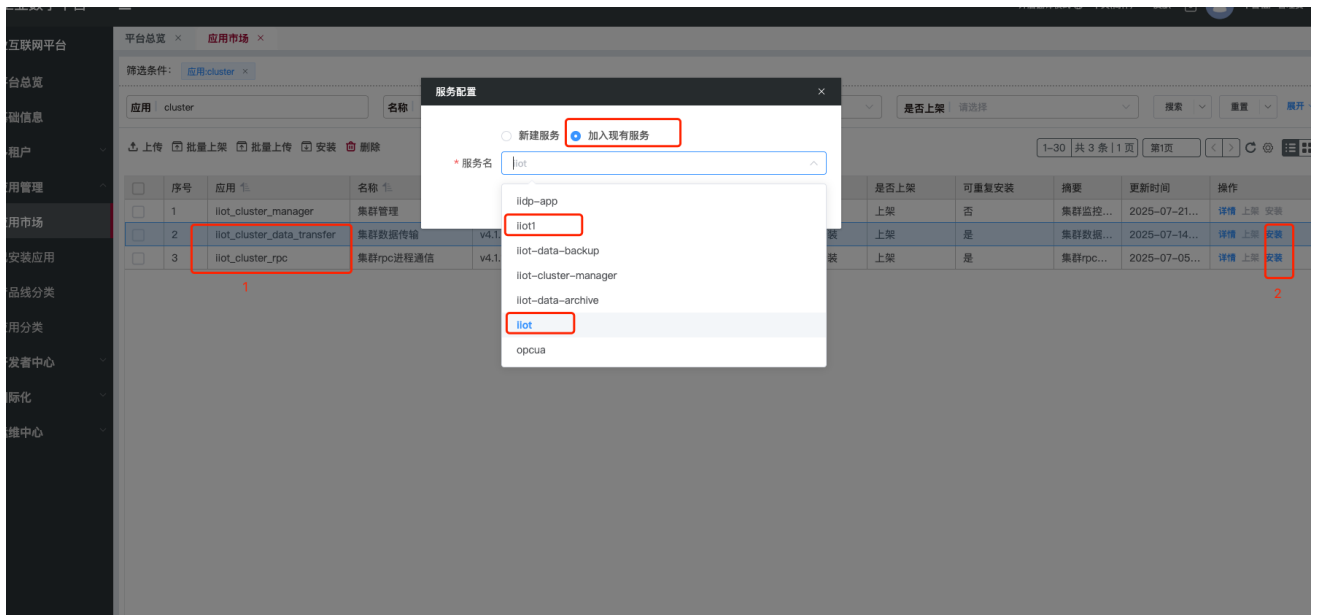 互联网平台
台总览
础信息
租户
用管理
用市场
安装应用
品线分类
用分类
发者中心
际化
维中心
平台总览 × 应用市场 ×
筛选条件: 应用:cluster ×
应用 cluster 名称 是否上架 请选择 搜索 重置 展开
上传 批量上架 批量上传 安装 删除 1-30 共 3 条 1 页 第1页
序号 应用 名称 是否上架 可重复安装 摘要 更新时间 操作
1 iiot_cluster_manager 集群管理 上架 否 集群监控... 2025-07-21... 详情 上架 安装
2 iiot_cluster_data_transfer 集群数据传输 v4.1. 装 上架 是 集群数据... 2025-07-14... 详情 上架 安装
3 iiot_cluster_rpc 集群rpc进程通信 v4.1. 装 上架 是 集群rpc... 2025-07-05... 详情 上架 安装
1
2
服务配置 ×
新建服务 加入现有服务
* 服务名 iiot
iidp-app
iiot1
iiot-data-backup
iiot-cluster-manager
iiot-data-archive
iiot
opcua